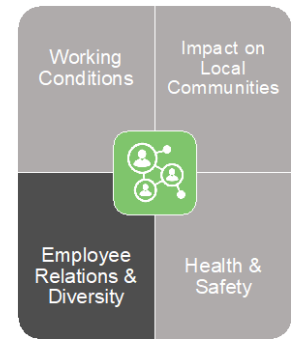 Working
Conditions
Impact on
Local
Communities
Employee
Relations &
Diversity
Health &
Safety